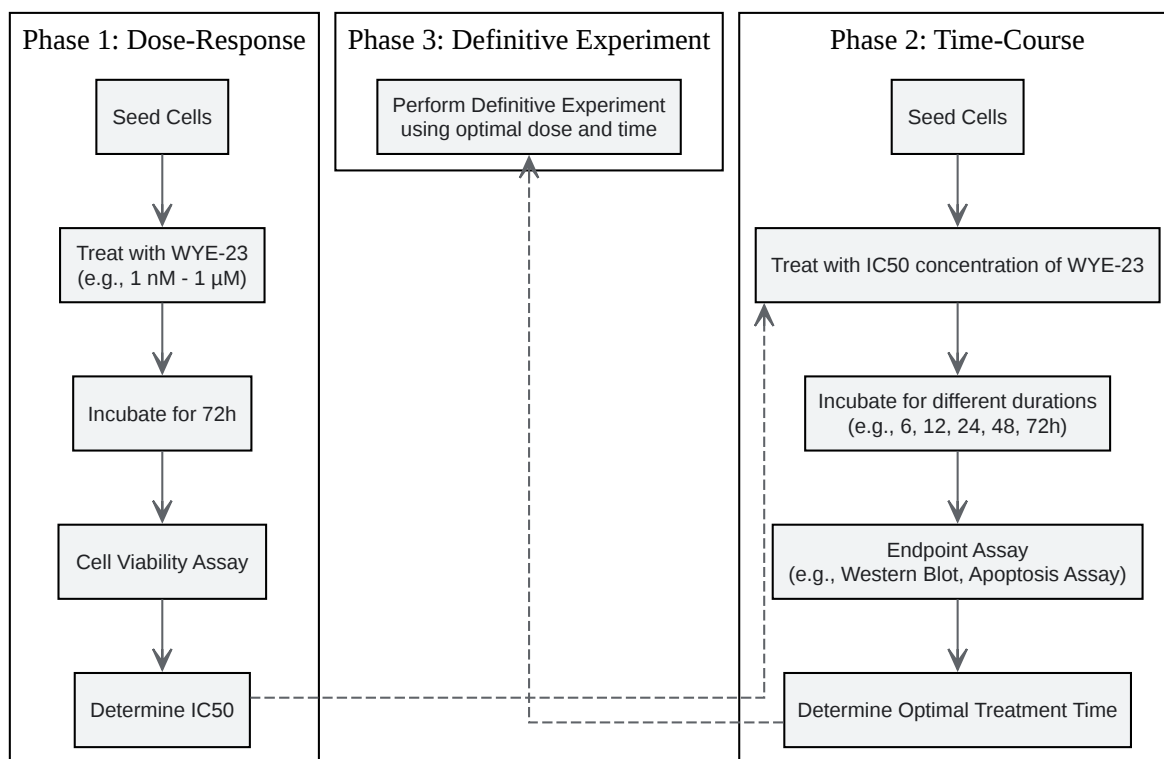 Phase 1: Dose-Response
Seed Cells
Treat with WYE-23
(e.g., 1 nM - 1 µM)
Incubate for 72h
Cell Viability Assay
Determine IC50
Phase 3: Definitive Experiment
Perform Definitive Experiment
using optimal dose and time
Phase 2: Time-Course
Seed Cells
Treat with IC50 concentration of WYE-23
Incubate for different durations
(e.g., 6, 12, 24, 48, 72h)
Endpoint Assay
(e.g., Western Blot, Apoptosis Assay)
Determine Optimal Treatment Time